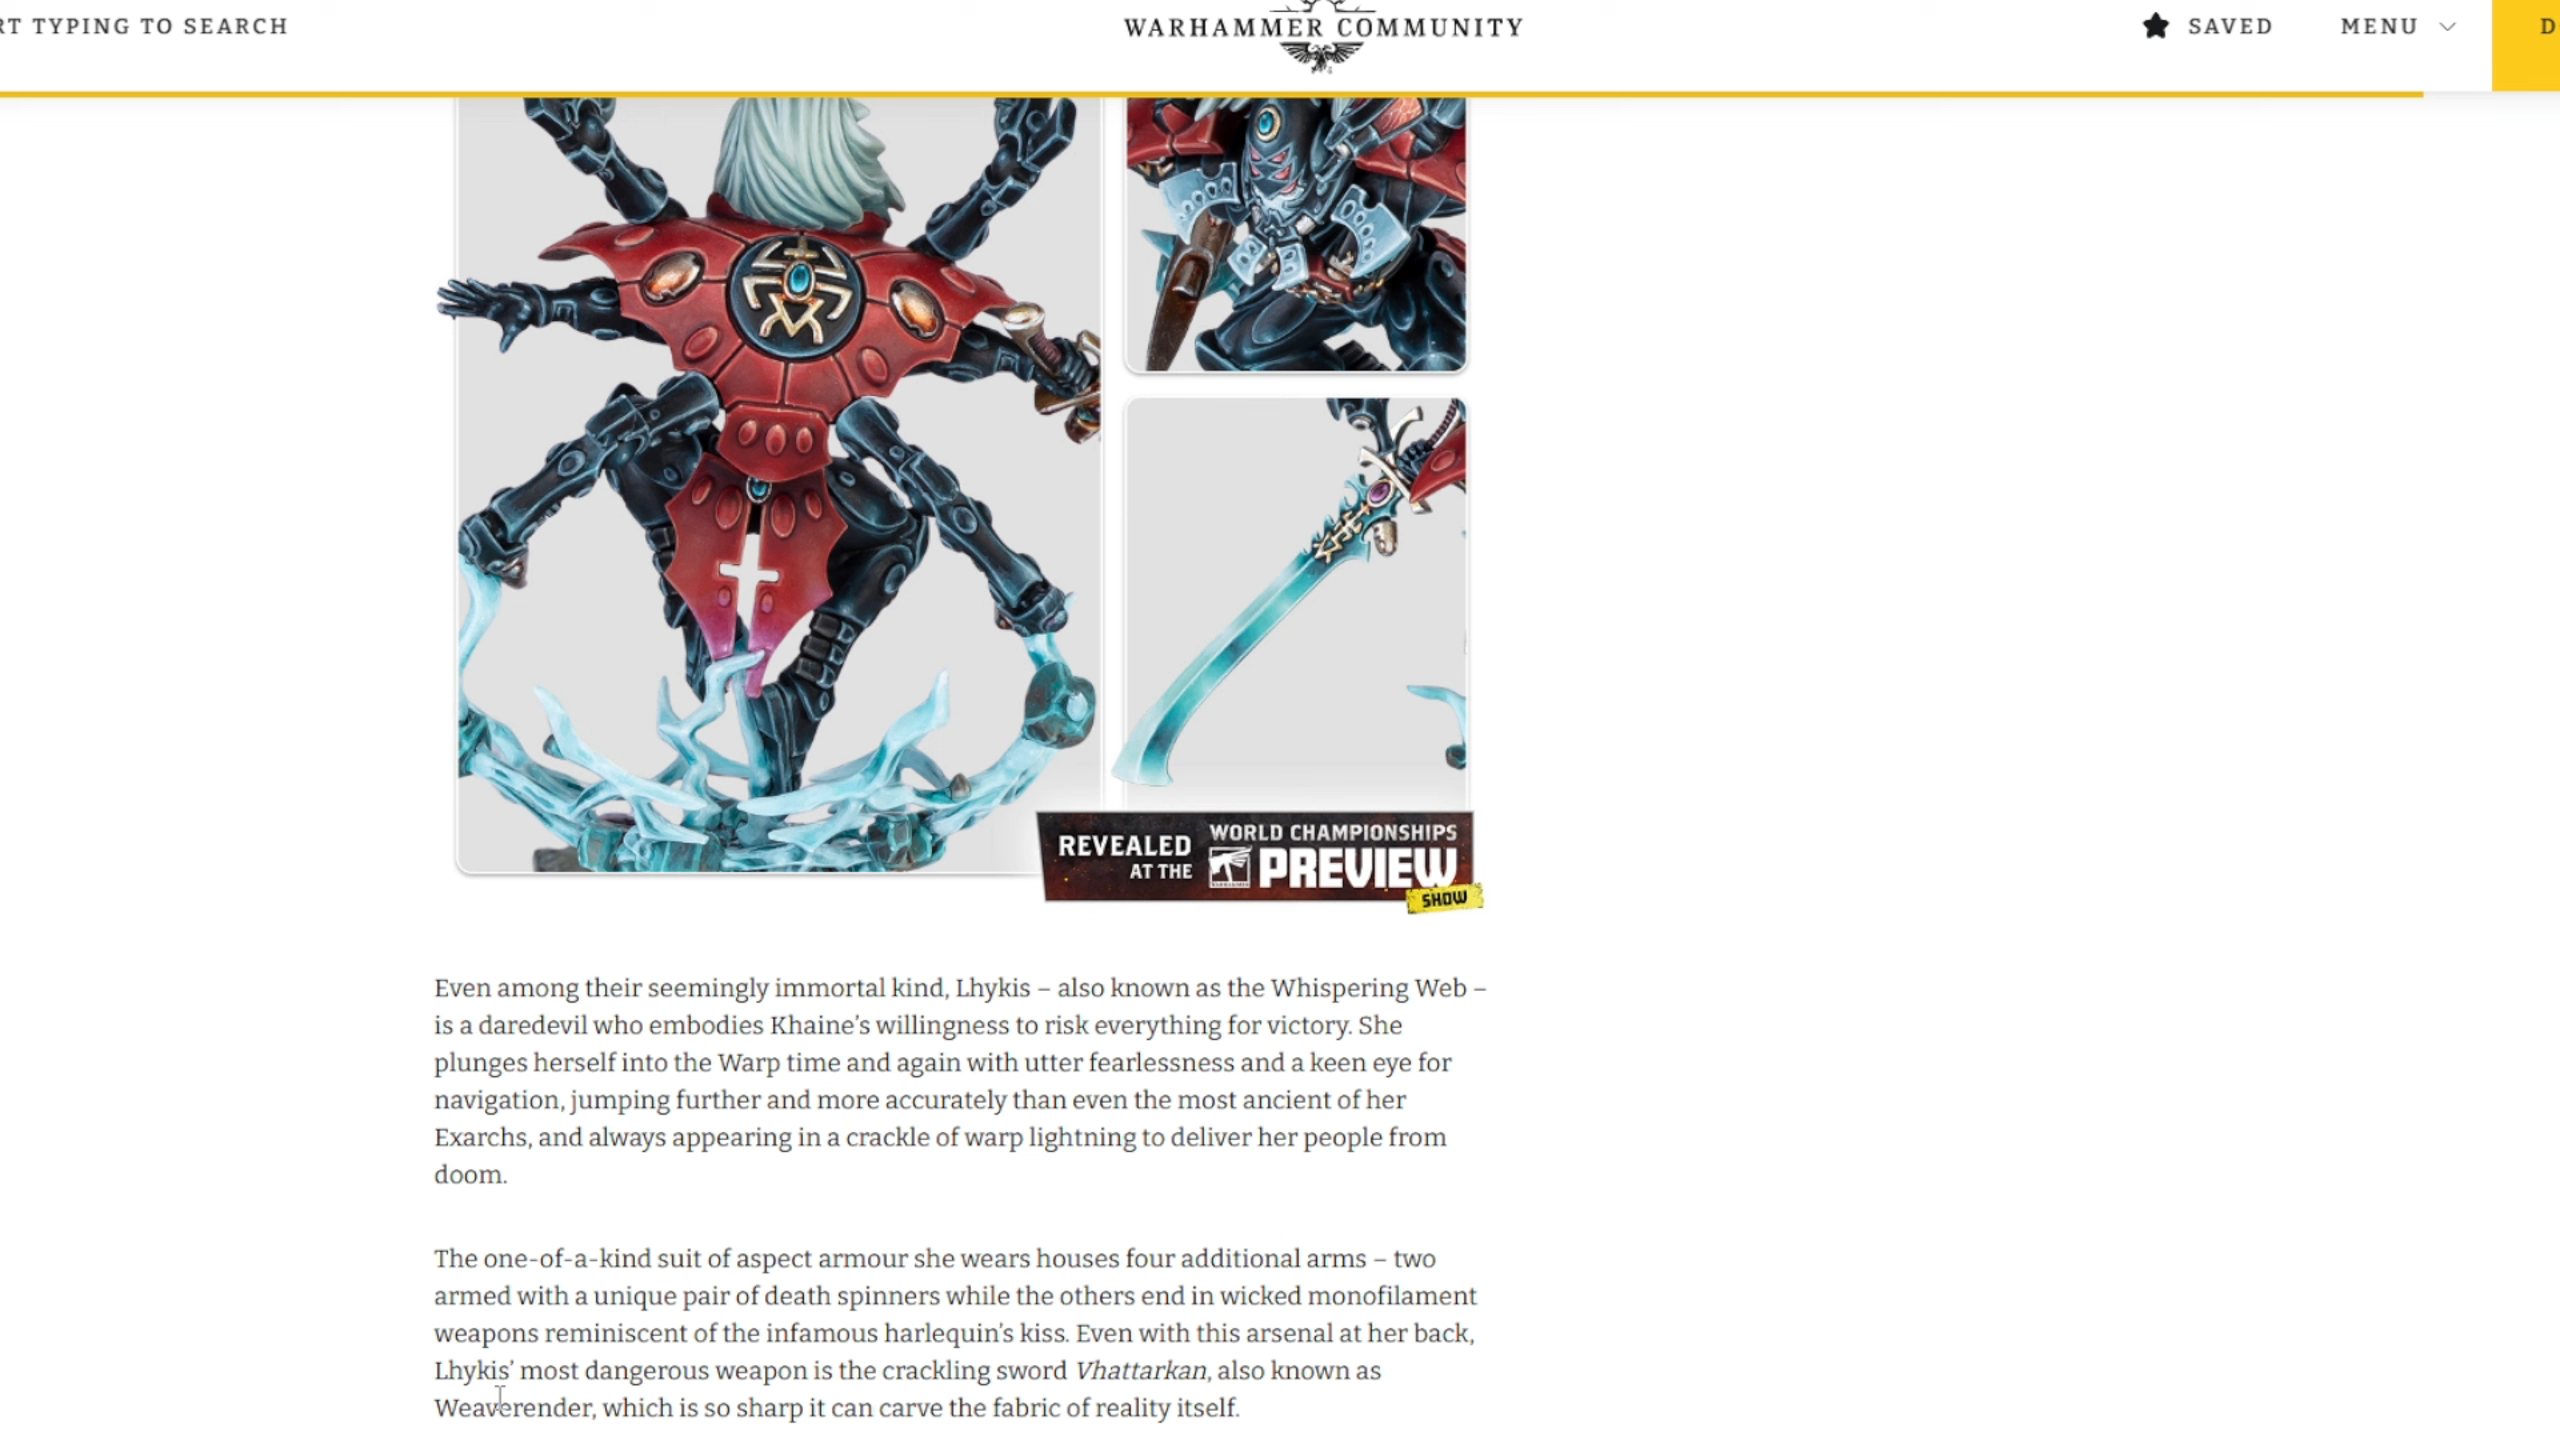 RT TYPING TO SEARCH
WARHAMMER COMMUNITY
SAVED
MENU
D
REVEALED
AT THE
WORLD CHAMPIONSHIPS
PREVIEW
SHOW
Even among their seemingly immortal kind, Lhykis – also known as the Whispering Web –
is a daredevil who embodies Khaine’s willingness to risk everything for victory. She
plunges herself into the Warp time and again with utter fearlessness and a keen eye for
navigation, jumping further and more accurately than even the most ancient of her
Exarchs, and always appearing in a crackle of warp lightning to deliver her people from
doom.
The one-of-a-kind suit of aspect armour she wears houses four additional arms – two
armed with a unique pair of death spinners while the others end in wicked monofilament
weapons reminiscent of the infamous harlequin’s kiss. Even with this arsenal at her back,
Lhykis’ most dangerous weapon is the crackling sword Vhattarkan, also known as
Weaverender, which is so sharp it can carve the fabric of reality itself.